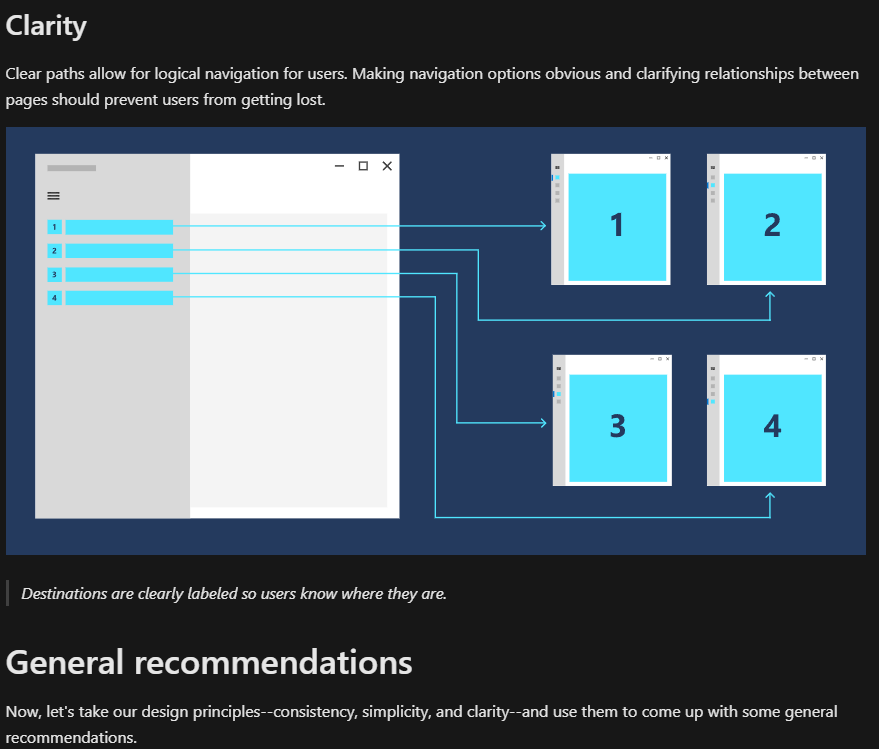 Clarity
Clear paths allow for logical navigation for users. Making navigation options obvious and clarifying relationships between
pages should prevent users from getting lost.
1
2
3
4
1
2
3
4
Destinations are clearly labeled so users know where they are.
General recommendations
Now, let's take our design principles--consistency, simplicity, and clarity--and use them to come up with some general
recommendations.